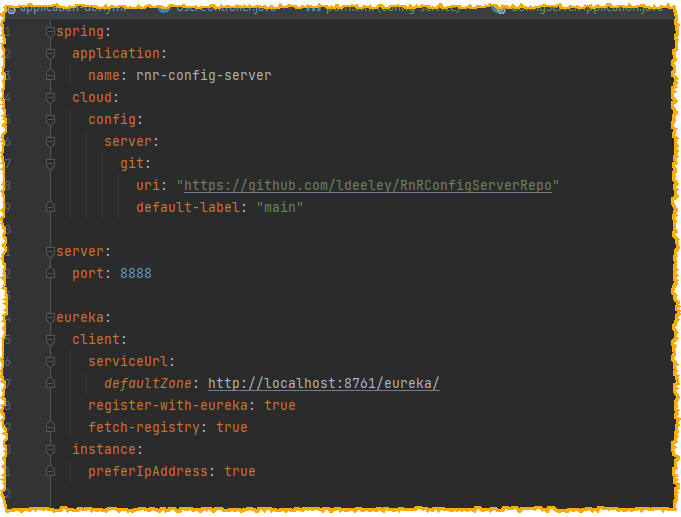 spring:
  application:
    name: rnr-config-server
  cloud:
    config:
      server:
        git:
          uri: "https://github.com/ldeeley/RnRConfigServerRepo"
          default-label: "main"
server:
  port: 8888
eureka:
  client:
    serviceUrl:
      defaultZone: http://localhost:8761/eureka/
    register-with-eureka: true
    fetch-registry: true
  instance:
    preferIpAddress: true